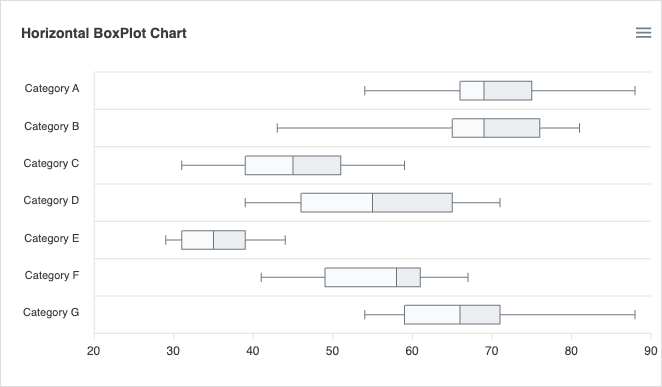 Horizontal BoxPlot Chart
Category A
Category B
Category C
Category D
Category E
Category F
Category G
20 30 40 50 60 70 80 90